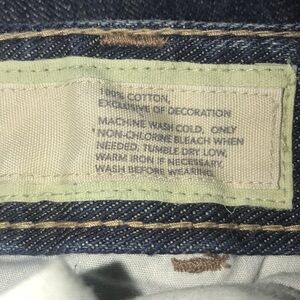 100% COTTON,
EXCLUSIVE OF DECORATION
MACHINE WASH COLD, ONLY
NON-CHLORINE BLEACH WHEN
NEEDED, TUMBLE DRY LOW,
WARM IRON IF NECESSARY.
WASH BEFORE WEARING